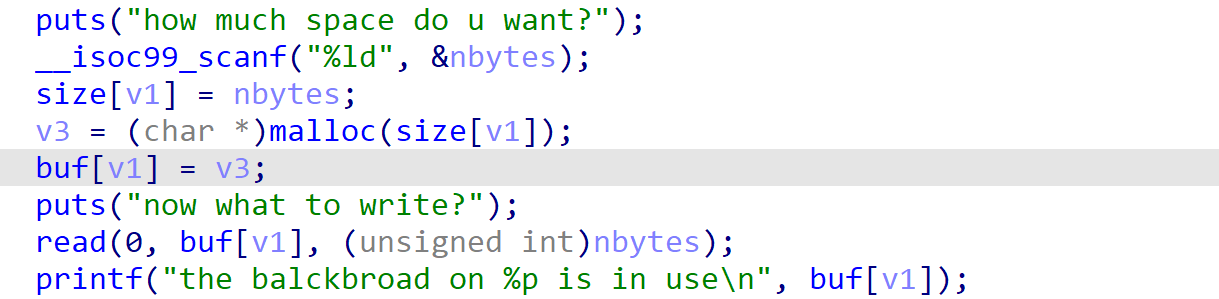 puts("how much space do u want?");
__isoc99_scanf("%ld", &nbytes);
size[v1] = nbytes;
v3 = (char *)malloc(size[v1]);
buf[v1] = v3;
puts("now what to write?");
read(0, buf[v1], (unsigned int)nbytes);
printf("the balckbroad on %p is in use\n", buf[v1]);